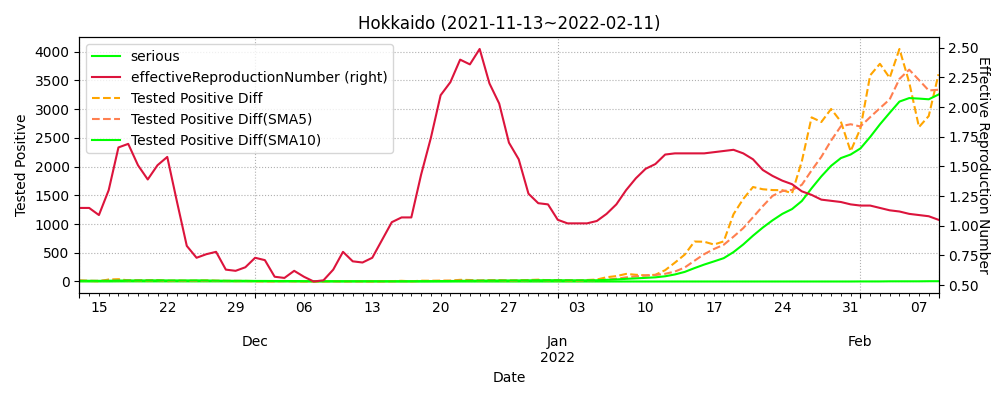 Hokkaido (2021-11-13~2022-02-11)
serious
effectiveReproductionNumber (right)
Tested Positive Diff
Tested Positive Diff(SMA5)
Tested Positive Diff(SMA10)
Tested Positive
4000
3500
3000
2500
2000
1500
1000
500
0
2.50
2.25
2.00
1.75
1.50
1.25
1.00
0.75
0.50
Effective Reproduction Number
15 22 29 06 13 20 27 03 10 17 24 31 07
Dec Jan Feb
2022
Date